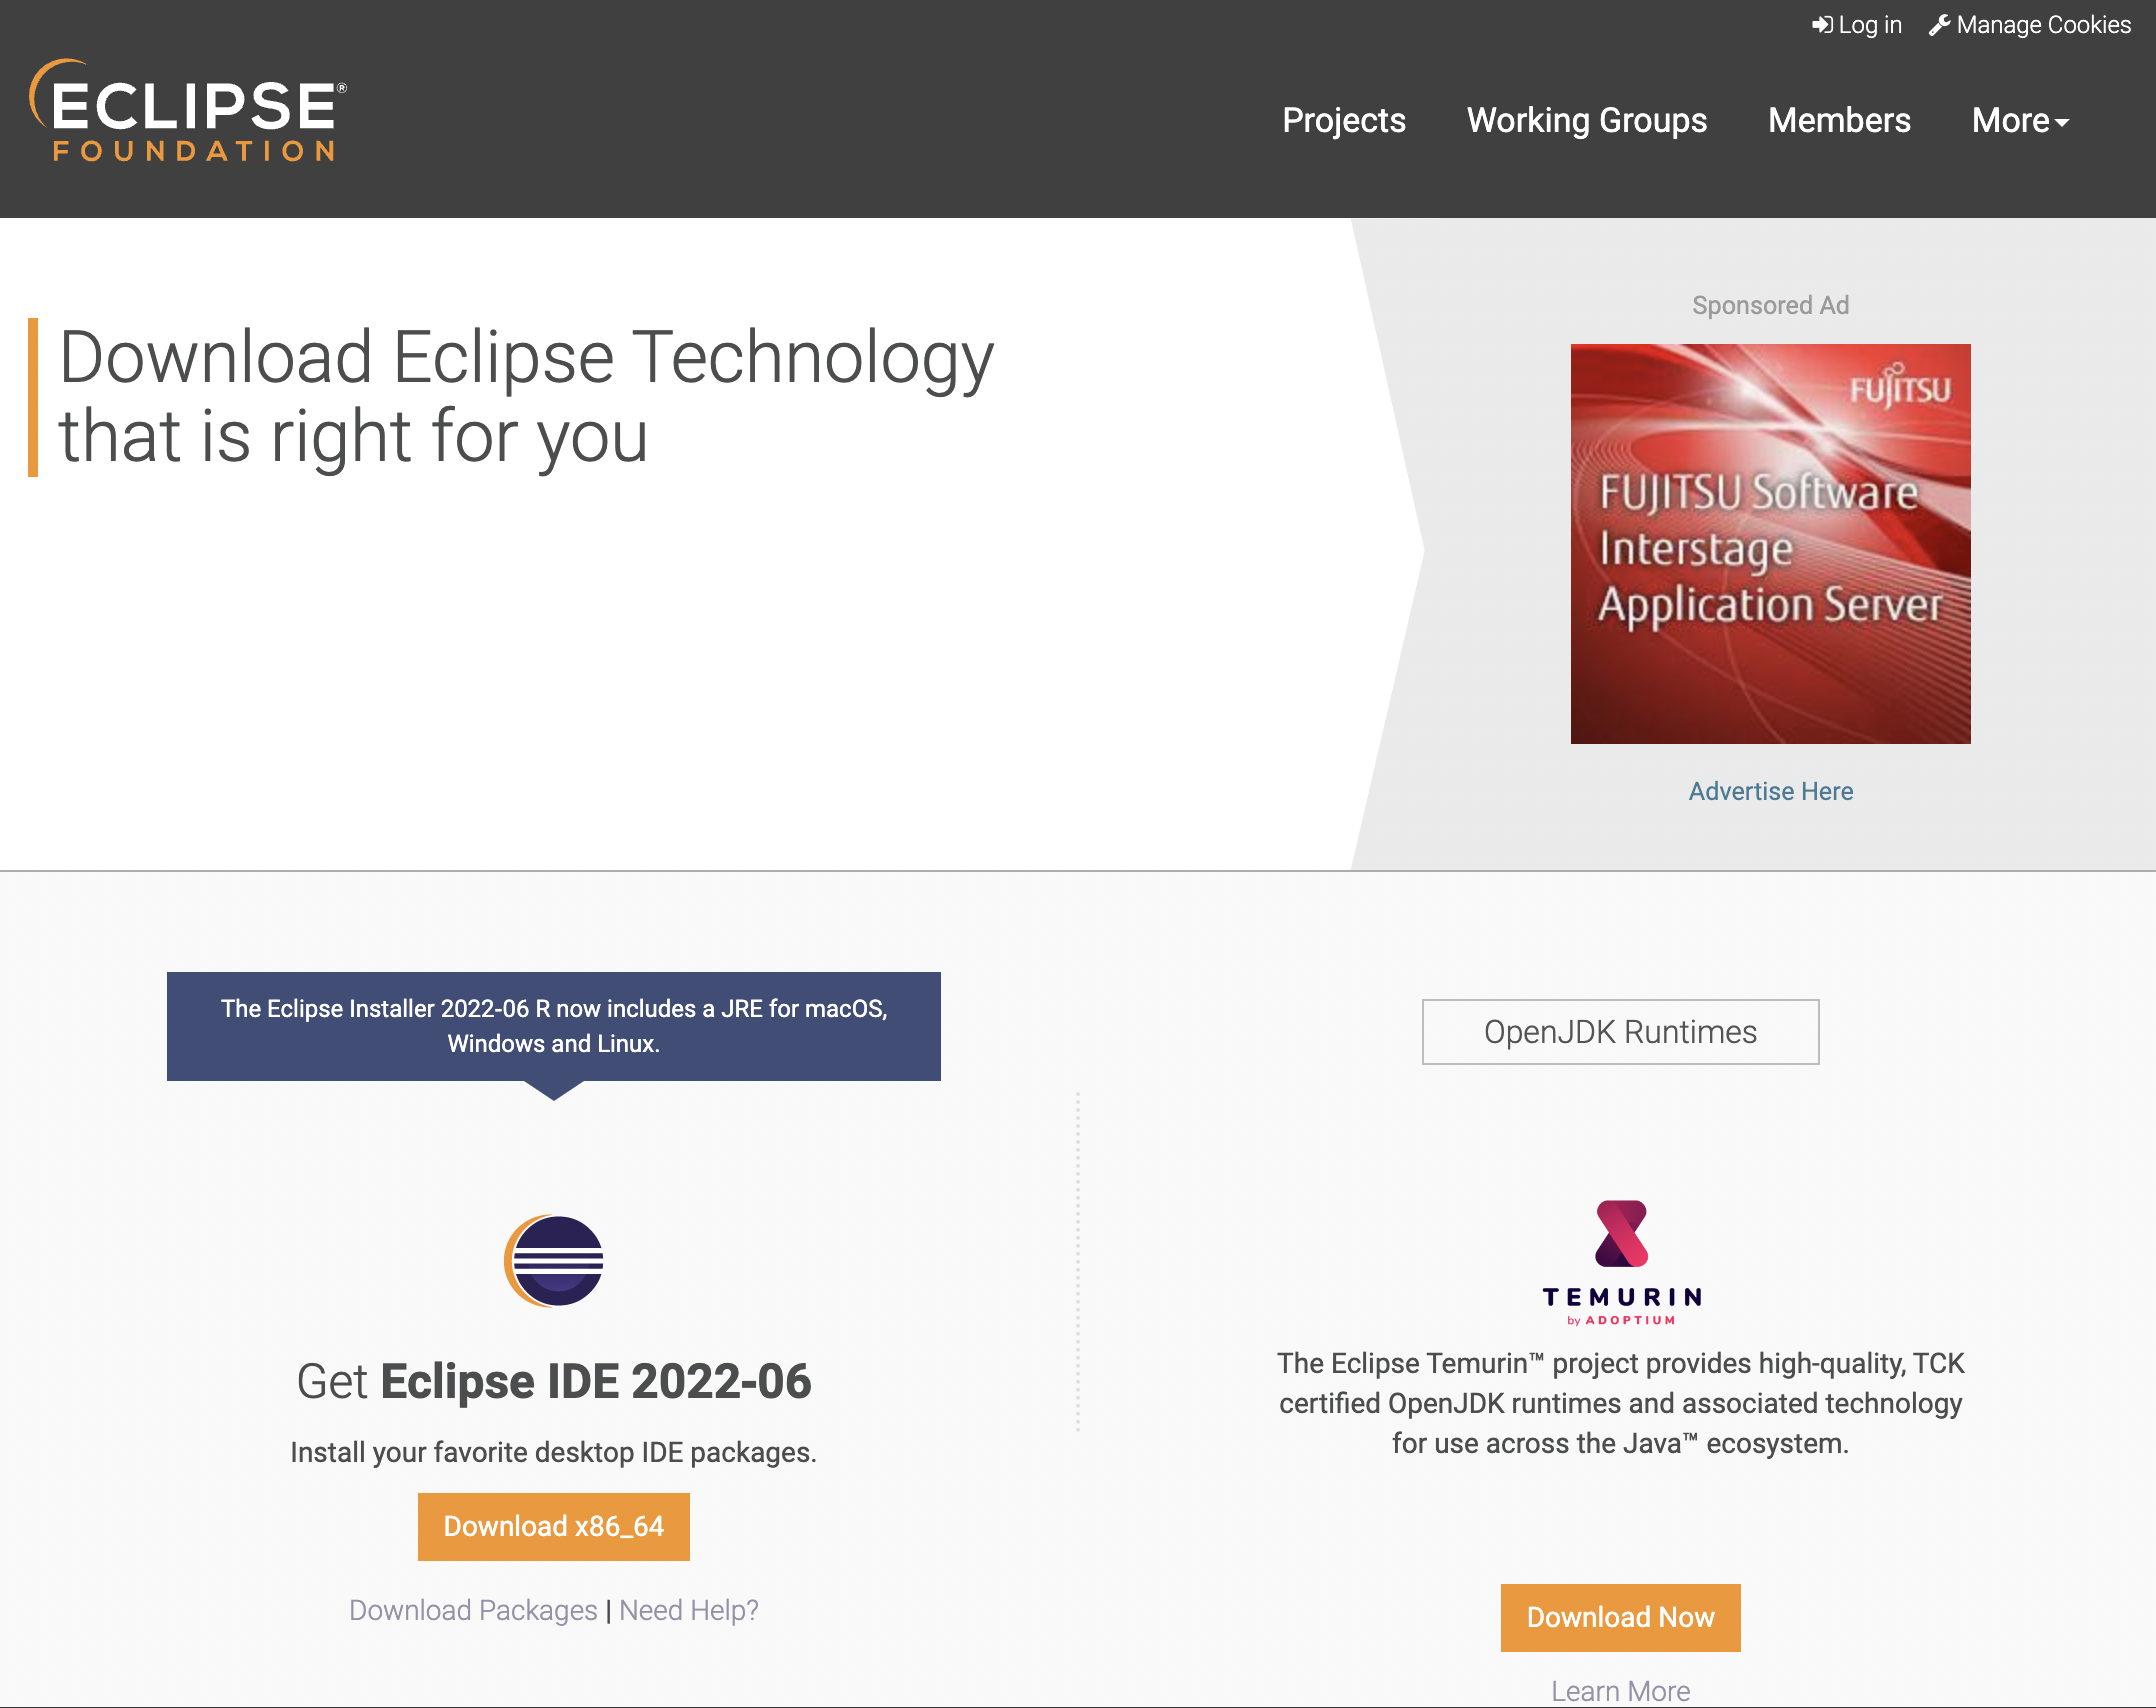 Log in Manage Cookies
ECLIPSE®
FOUNDATION
Projects Working Groups Members More
Download Eclipse Technology
that is right for you
Sponsored Ad
FUJITSU
FUJITSU Software
Interstage
Application Server
Advertise Here
The Eclipse Installer 2022-06 R now includes a JRE for macOS,
Windows and Linux.
Get Eclipse IDE 2022-06
Install your favorite desktop IDE packages.
Download x86_64
Download Packages | Need Help?
OpenJDK Runtimes
TEMURIN
by ADOPTIUM
The Eclipse Temurin™ project provides high-quality, TCK
certified OpenJDK runtimes and associated technology
for use across the Java™ ecosystem.
Download Now
Learn More